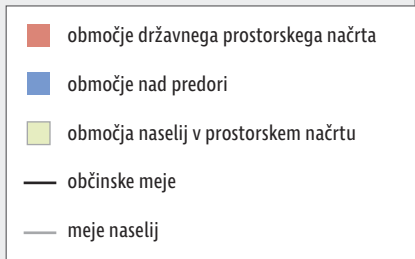 območje državnega prostorskega načrta
območje nad predori
območja naselij v prostorskem načrtu
občinske meje
meje naselij